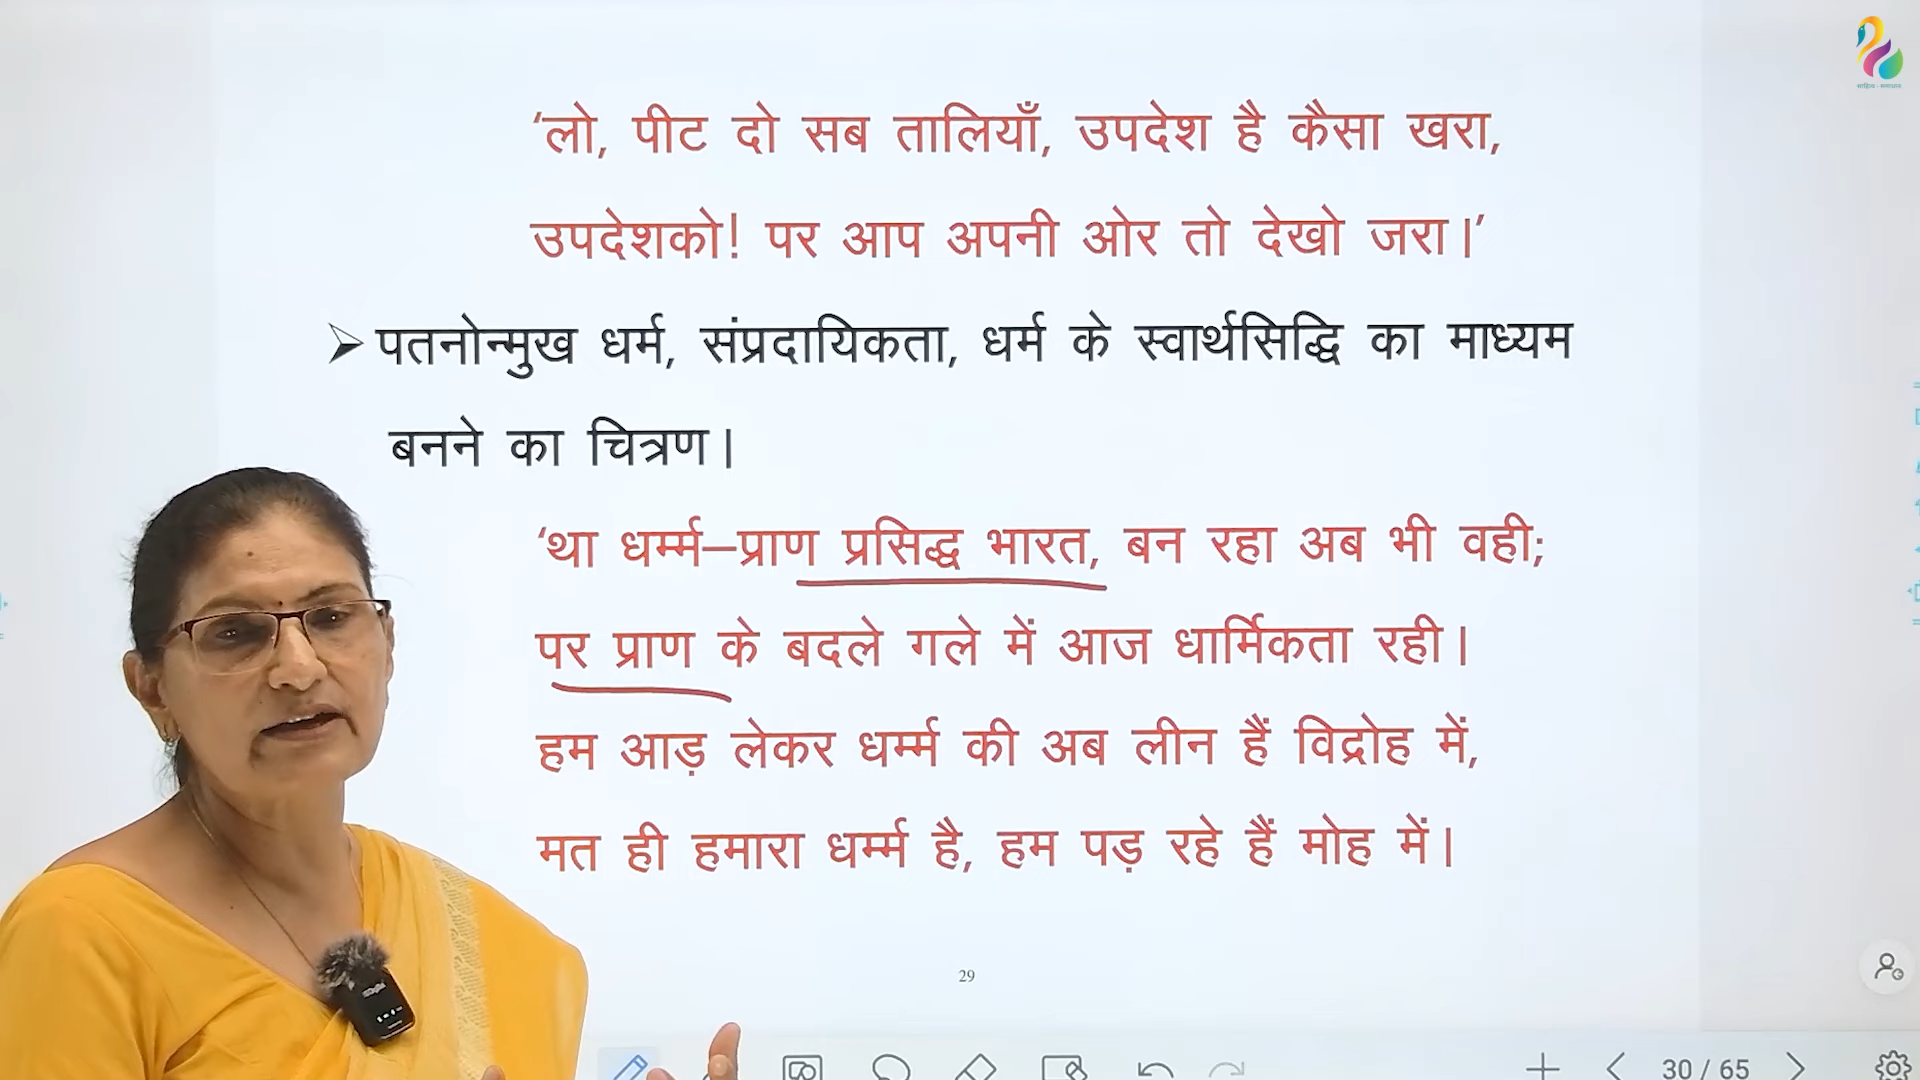 ‘लो, पीट दो सब तालियाँ, उपदेश है कैसा खरा,
उपदेशको! पर आप अपनी ओर तो देखो जरा।’
➢ पतनोन्मुख धर्म, संप्रदायिकता, धर्म के स्वार्थसिद्धि का माध्यम
बनने का चित्रण।
‘था धर्म्म–प्राण प्रसिद्ध भारत, बन रहा अब भी वही;
पर प्राण के बदले गले में आज धार्मिकता रही।
हम आड़ लेकर धर्म्म की अब लीन हैं विद्रोह में,
मत ही हमारा धर्म्म है, हम पड़ रहे हैं मोह में।
29
30 / 65